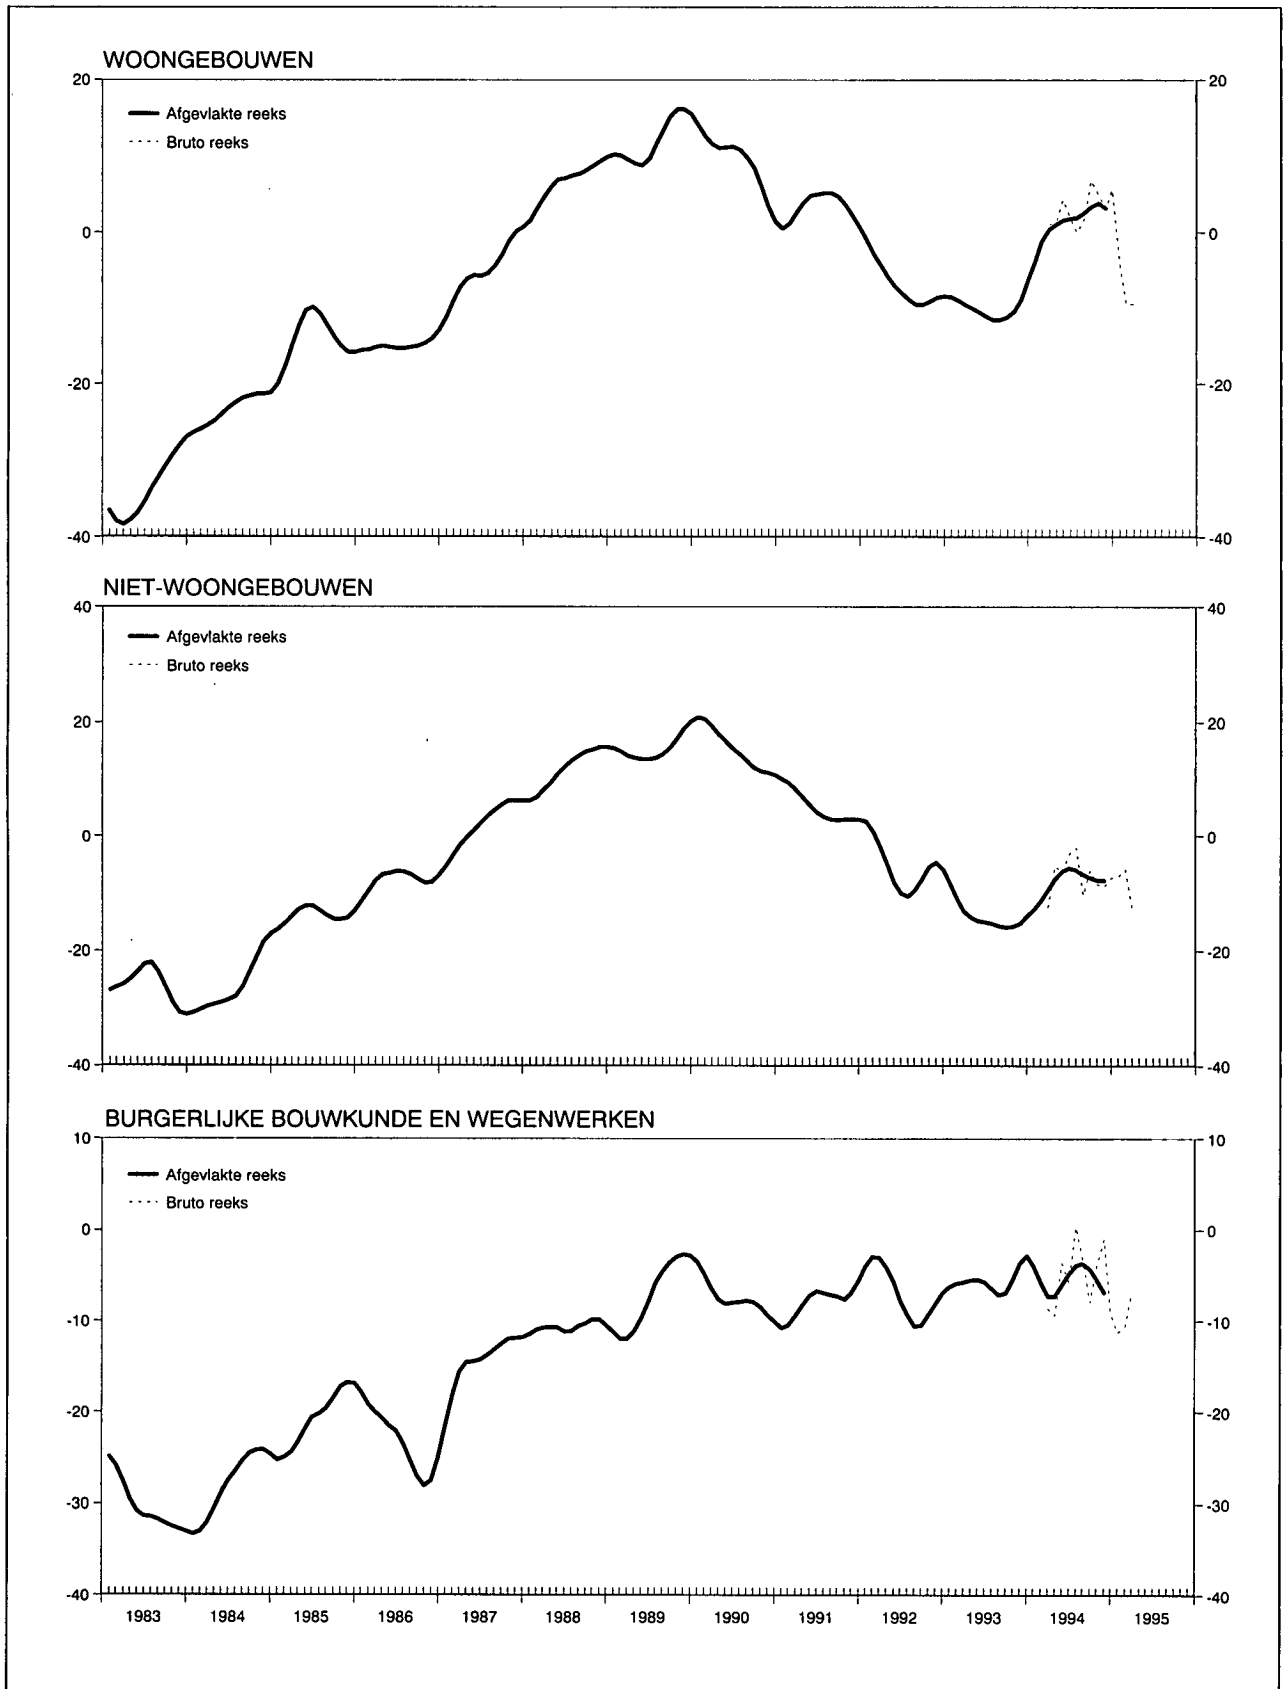 WOONGEBOUWEN
20 20
Afgevlakte reeks
Bruto reeks
0 0
-20 -20
-40 -40
NIET-WOONGEBOUWEN
40 40
Afgevlakte reeks
Bruto reeks
20 20
0 0
-20 -20
-40 -40
BURGERLIJKE BOUWKUNDE EN WEGENWERKEN
10 10
Afgevlakte reeks
Bruto reeks
0 0
-10 -10
-20 -20
-30 -30
-40 -40
1983 1984 1985 1986 1987 1988 1989 1990 1991 1992 1993 1994 1995